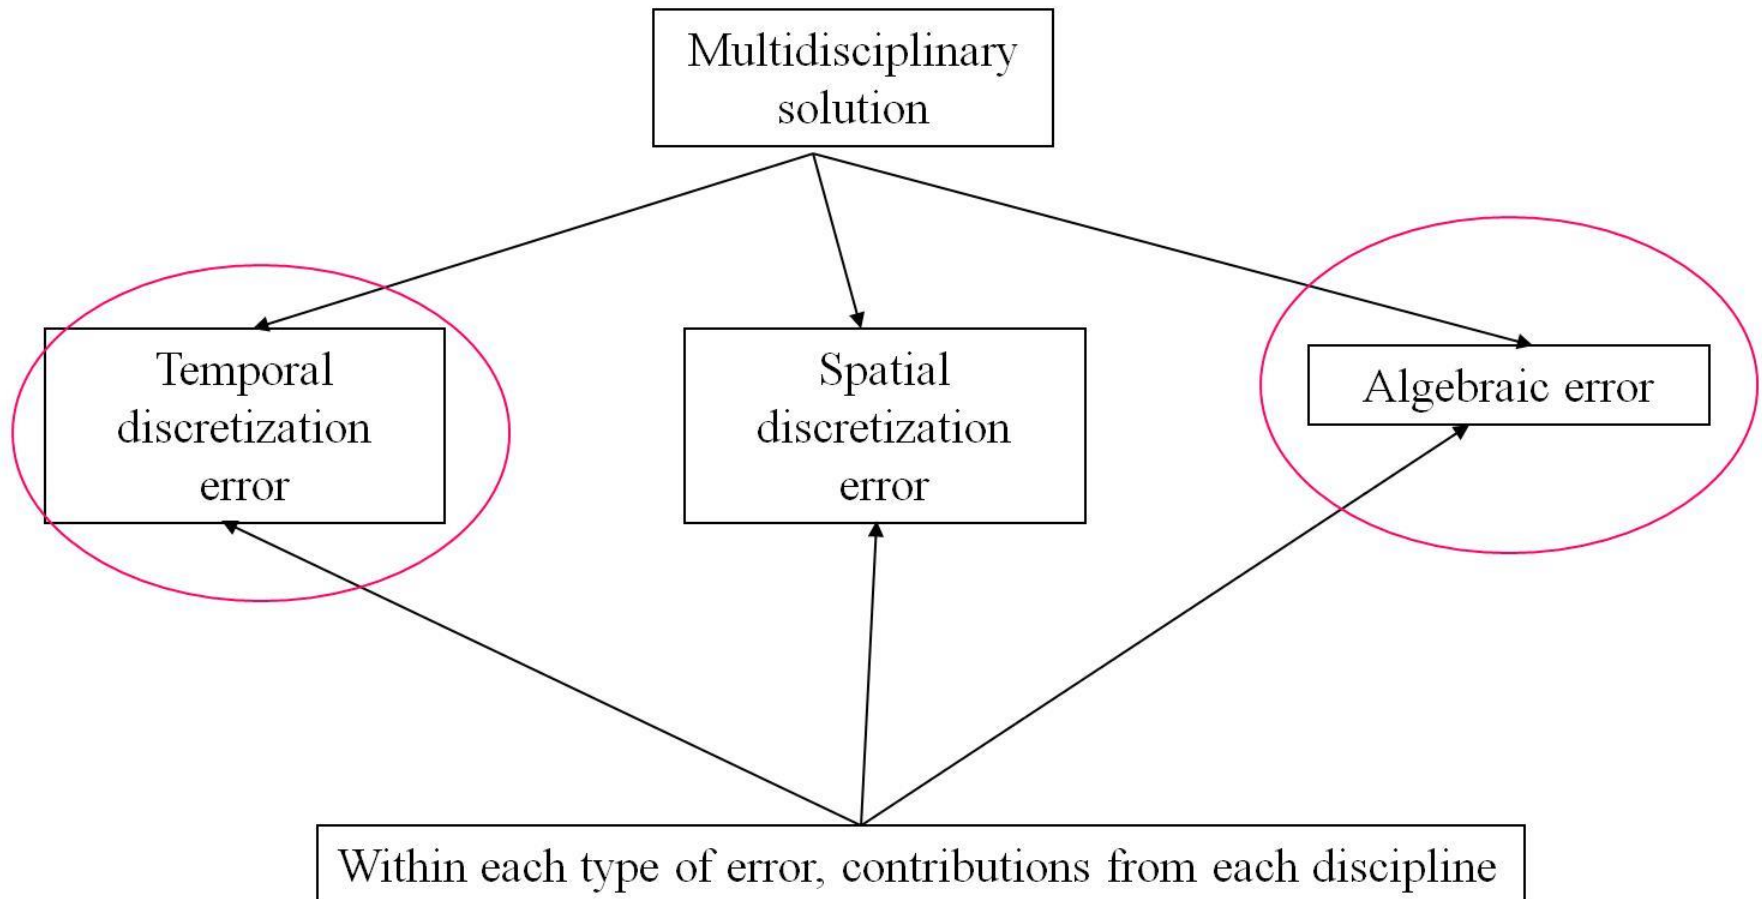 Multidisciplinary
solution
Temporal
discretization
error
Spatial
discretization
error
Algebraic error
Within each type of error, contributions from each discipline